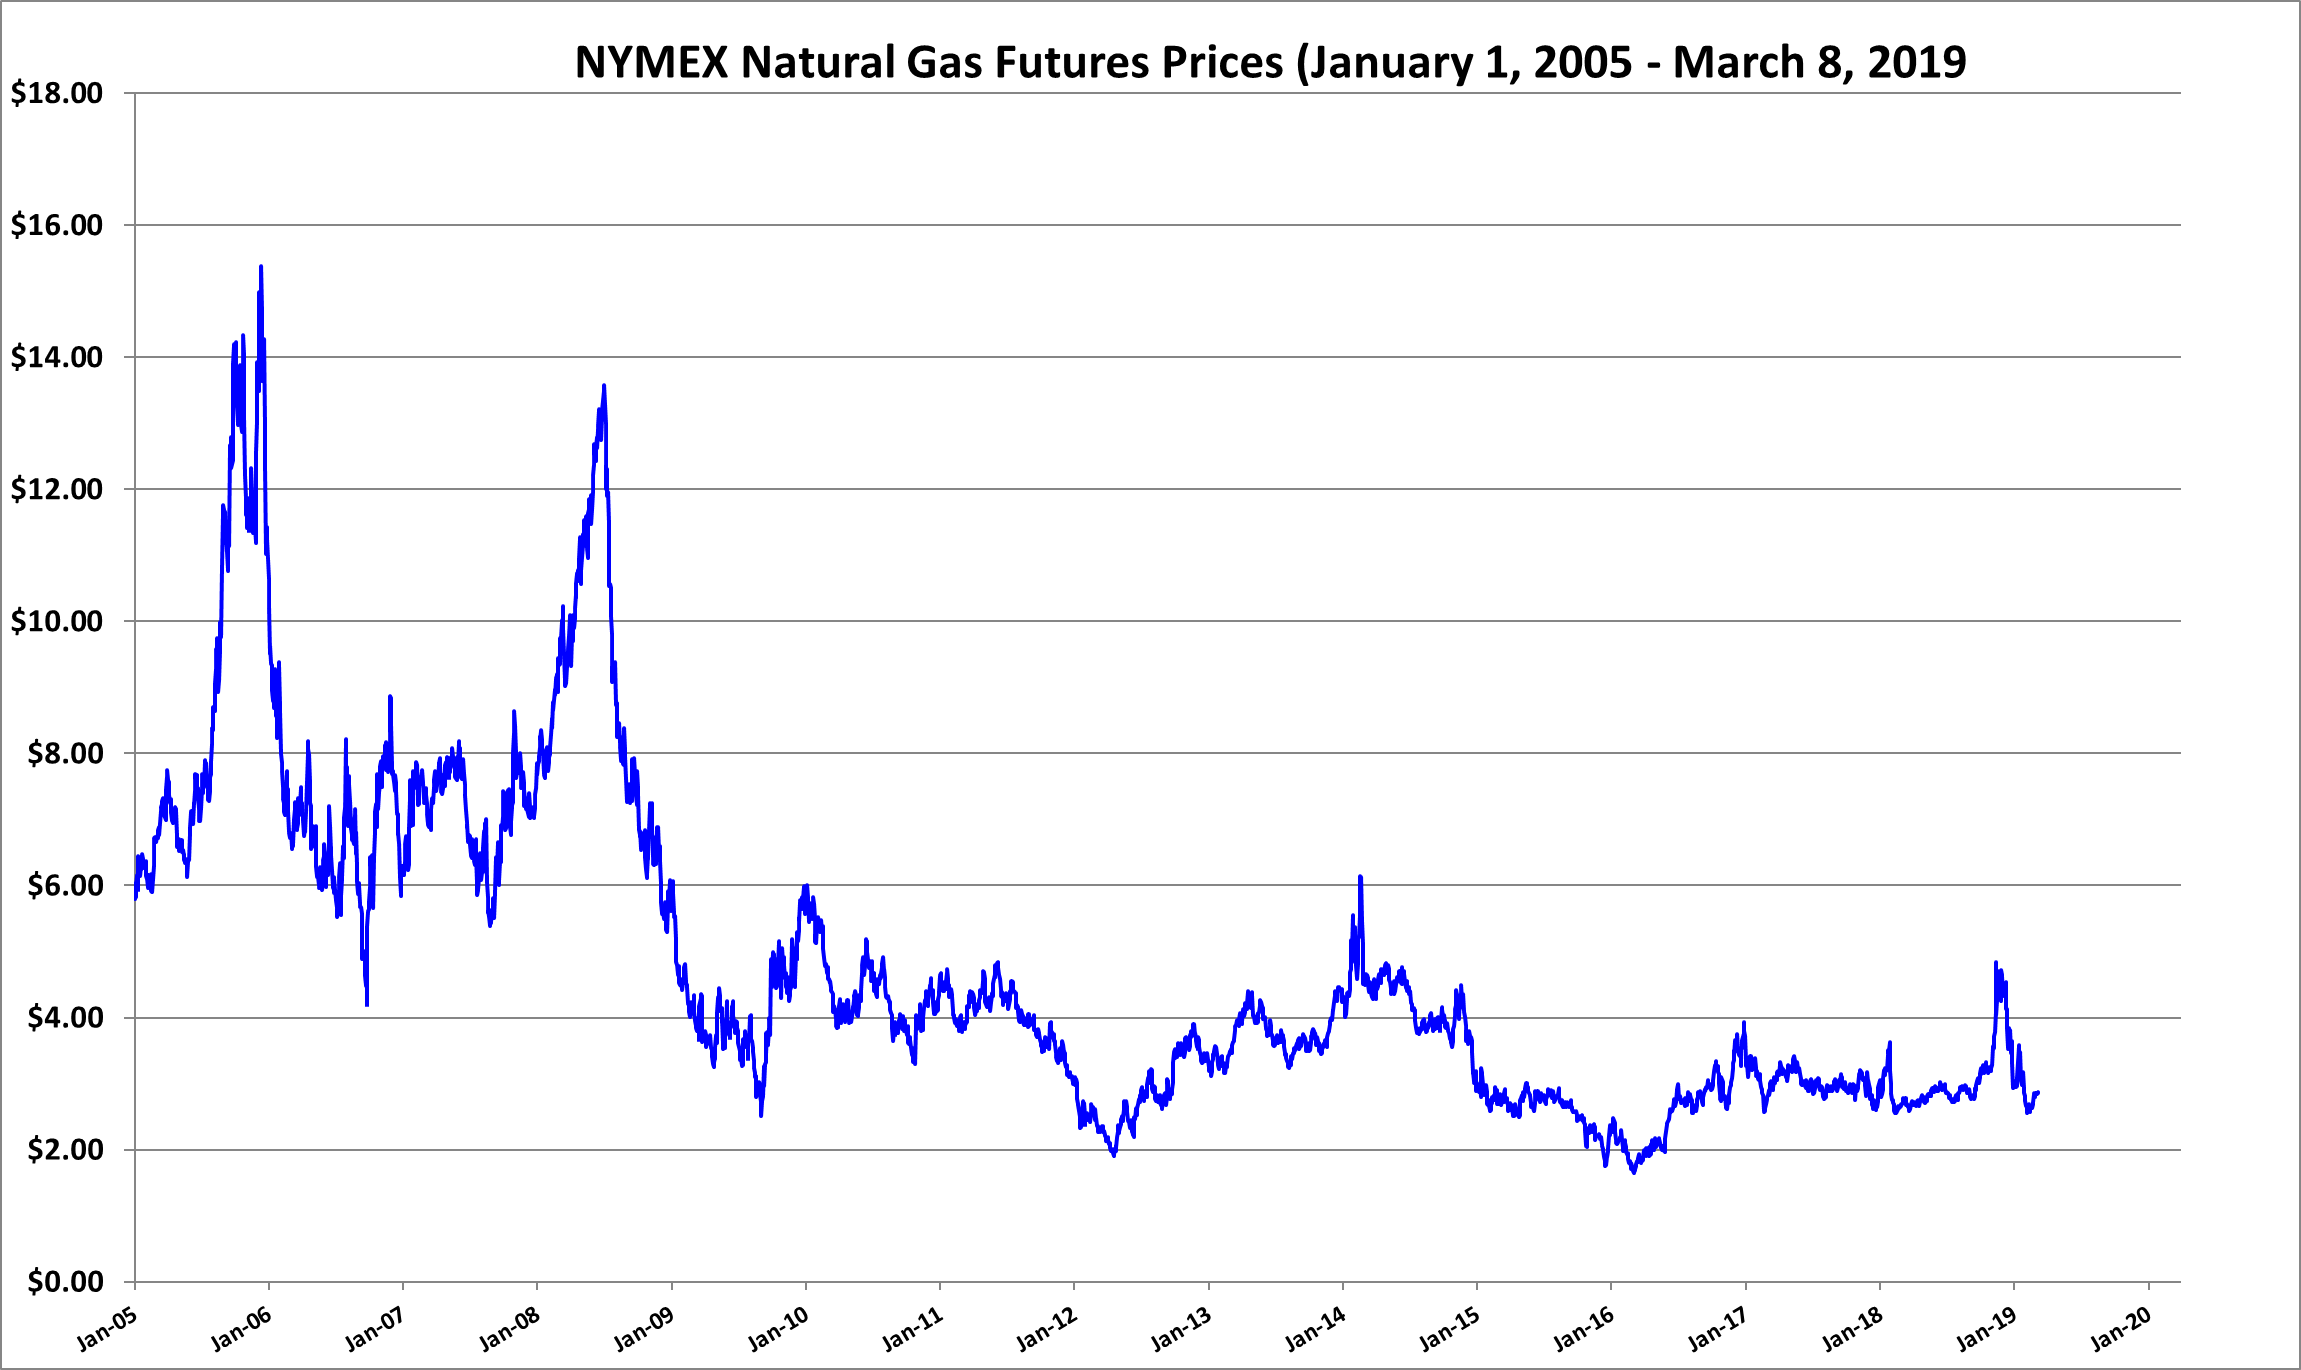 NYMEX Natural Gas Futures Prices (January 1, 2005 - March 8, 2019
$18.00
$16.00
$14.00
$12.00
$10.00
$8.00
$6.00
$4.00
$2.00
$0.00
Jan-05
Jan-06
Jan-07
Jan-08
Jan-09
Jan-10
Jan-11
Jan-12
Jan-13
Jan-14
Jan-15
Jan-16
Jan-17
Jan-18
Jan-19
Jan-20